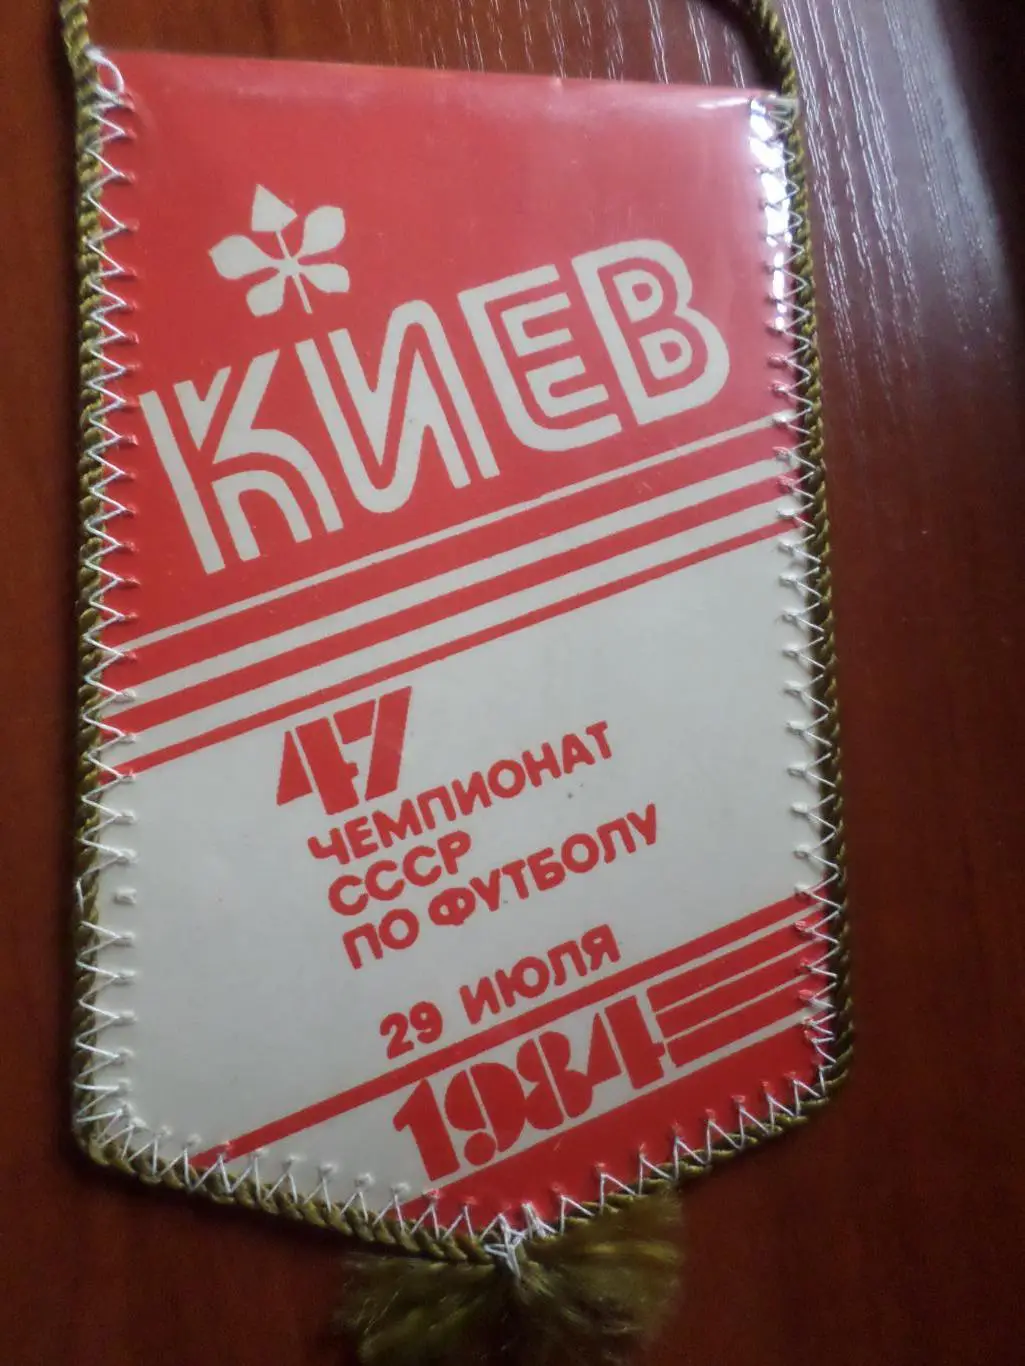 КИЕВ
47
ЧЕМПИОНАТ
СССР
ПО ФУТБОЛУ
29 ИЮЛЯ
1984